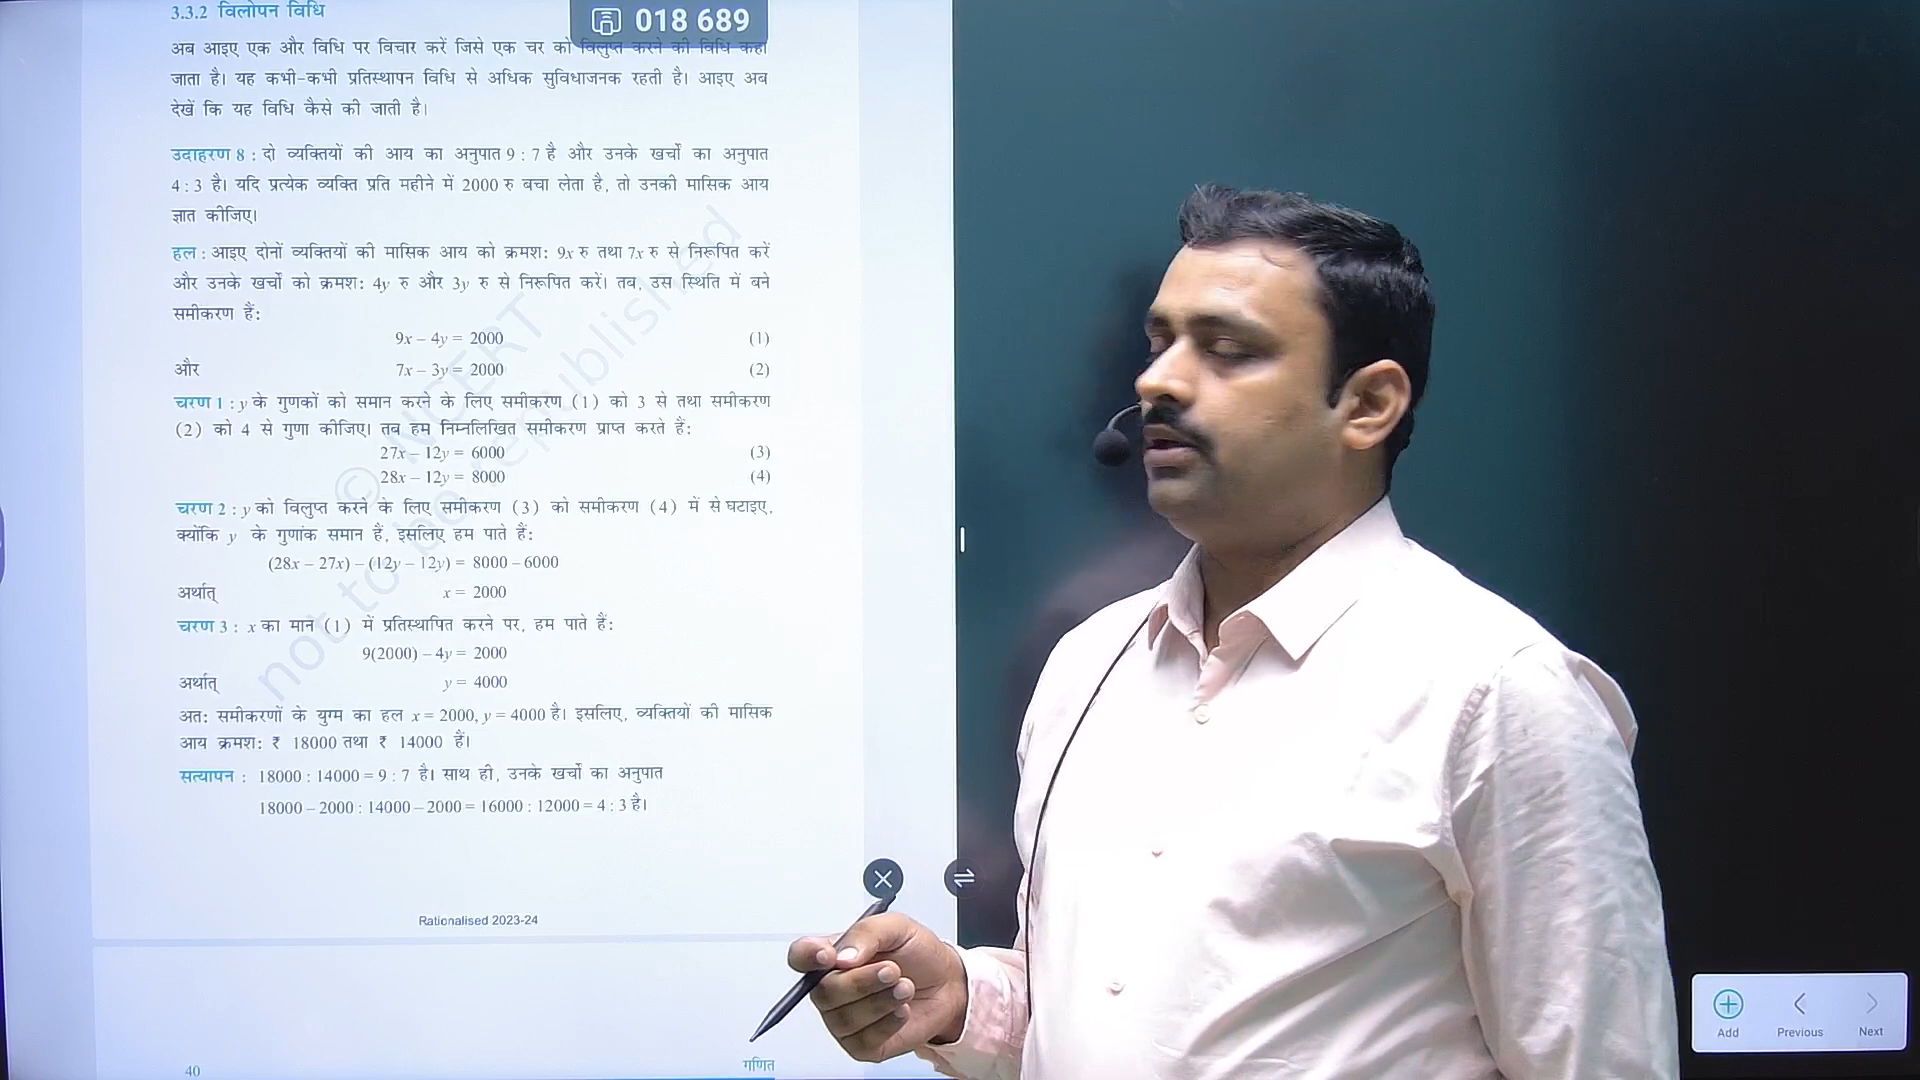 3.3.2 विलोपन विधि
018 689
अब आइए एक और विधि पर विचार करें जिसे एक चर को विलुप्त करने की विधि कहा
जाता है। यह कभी-कभी प्रतिस्थापन विधि से अधिक सुविधाजनक रहती है। आइए अब
देखें कि यह विधि कैसे की जाती है।
उदाहरण 8 : दो व्यक्तियों की आय का अनुपात 9 : 7 है और उनके खर्चों का अनुपात
4 : 3 है। यदि प्रत्येक व्यक्ति प्रति महीने में 2000 रु बचा लेता है, तो उनकी मासिक आय
ज्ञात कीजिए।
हल : आइए दोनों व्यक्तियों की मासिक आय को क्रमश: 9x रु तथा 7x रु से निरूपित करें
और उनके खर्चों को क्रमश: 4y रु और 3y रु से निरूपित करें। तब, उस स्थिति में बने
समीकरण हैं:
9x – 4y = 2000 (1)
और 7x – 3y = 2000 (2)
चरण 1 : y के गुणकों को समान करने के लिए समीकरण (1) को 3 से तथा समीकरण
(2) को 4 से गुणा कीजिए। तब हम निम्नलिखित समीकरण प्राप्त करते हैं:
27x – 12y = 6000 (3)
28x – 12y = 8000 (4)
चरण 2 : y को विलुप्त करने के लिए समीकरण (3) को समीकरण (4) में से घटाइए,
क्योंकि y के गुणांक समान हैं, इसलिए हम पाते हैं:
(28x – 27x) – (12y – 12y) = 8000 – 6000
अर्थात् x = 2000
चरण 3 : x का मान (1) में प्रतिस्थापित करने पर, हम पाते हैं:
9(2000) – 4y = 2000
अर्थात् y = 4000
अत: समीकरणों के युग्म का हल x = 2000, y = 4000 है। इसलिए, व्यक्तियों की मासिक
आय क्रमश: ₹ 18000 तथा ₹ 14000 हैं।
सत्यापन : 18000 : 14000 = 9 : 7 है। साथ ही, उनके खर्चों का अनुपात
18000 – 2000 : 14000 – 2000 = 16000 : 12000 = 4 : 3 है।
© NCERT
not to be republished
Rationalised 2023-24
40 गणित
Add Previous Next